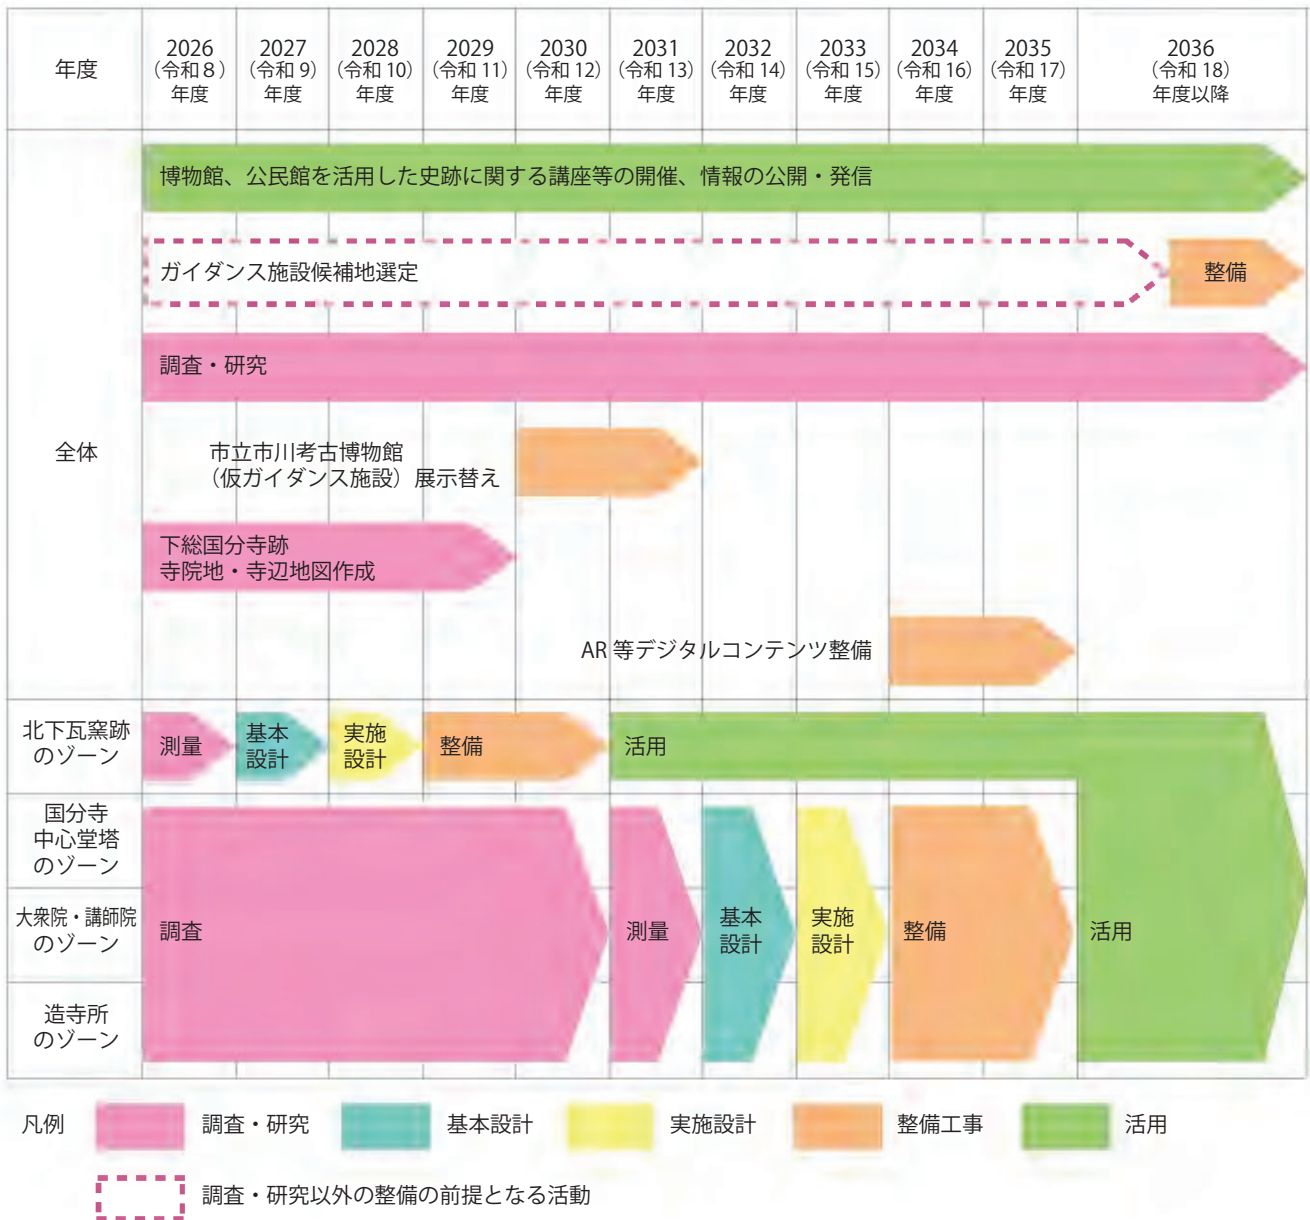 年度
2026
（令和８）
年度
2027
（令和 9）
年度
2028
（令和 10）
年度
2029
（令和 11）
年度
2030
（令和 12）
年度
2031
（令和 13）
年度
2032
（令和 14）
年度
2033
（令和 15）
年度
2034
（令和 16）
年度
2035
（令和 17）
年度
2036
（令和 18）
年度以降
全体
博物館、公民館を活用した史跡に関する講座等の開催、情報の公開・発信
ガイダンス施設候補地選定
整備
調査・研究
市立市川考古博物館
（仮ガイダンス施設）展示替え
下総国分寺跡
寺院地・寺辺地図作成
AR 等デジタルコンテンツ整備
北下瓦窯跡
のゾーン
測量
基本
設計
実施
設計
整備
活用
国分寺
中心堂塔
のゾーン
大衆院・講師院
のゾーン
造寺所
のゾーン
調査
測量
基本
設計
実施
設計
整備
活用
凡例
調査・研究
基本設計
実施設計
整備工事
活用
調査・研究以外の整備の前提となる活動